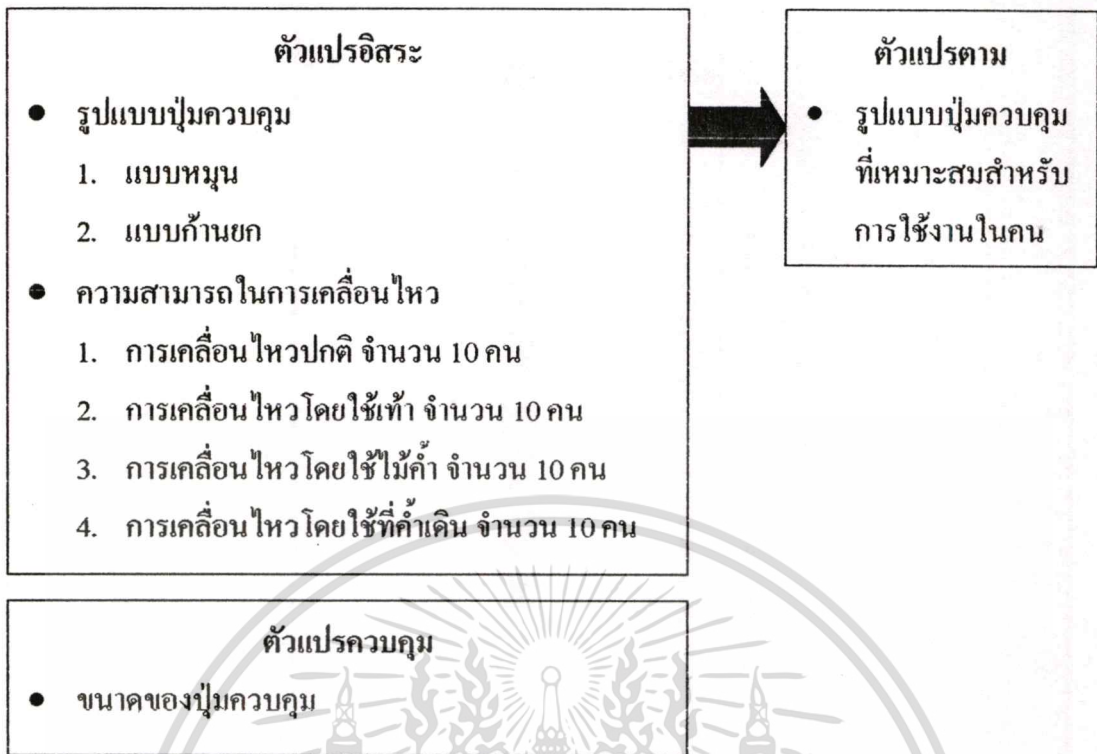 ตัวแปรอิสระ
● รูปแบบปุ่มควบคุม
1. แบบหมุน
2. แบบก้านยก
● ความสามารถในการเคลื่อนไหว
1. การเคลื่อนไหวปกติ จำนวน 10 คน
2. การเคลื่อนไหวโดยใช้เท้า จำนวน 10 คน
3. การเคลื่อนไหวโดยใช้ไม้ค้ำ จำนวน 10 คน
4. การเคลื่อนไหวโดยใช้ที่ค้ำเดิน จำนวน 10 คน
ตัวแปรตาม
● รูปแบบปุ่มควบคุม
ที่เหมาะสมสำหรับ
การใช้งานในคน
ตัวแปรควบคุม
● ขนาดของปุ่มควบคุม